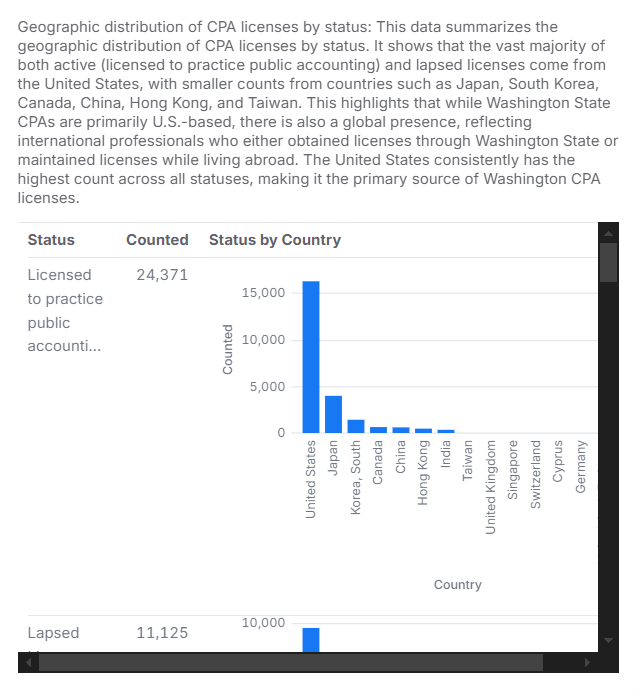 Geographic distribution of CPA licenses by status: This data summarizes the
geographic distribution of CPA licenses by status. It shows that the vast majority of
both active (licensed to practice public accounting) and lapsed licenses come from
the United States, with smaller counts from countries such as Japan, South Korea,
Canada, China, Hong Kong, and Taiwan. This highlights that while Washington State
CPAs are primarily U.S.-based, there is also a global presence, reflecting
international professionals who either obtained licenses through Washington State or
maintained licenses while living abroad. The United States consistently has the
highest count across all statuses, making it the primary source of Washington CPA
licenses.
Status Counted Status by Country
Licensed 24,371
to practice
public
accounti...
15,000
10,000
5,000
0
Counted
United States
Japan
Korea, South
Canada
China
Hong Kong
India
Taiwan
United Kingdom
Singapore
Switzerland
Cyprus
Germany
Country
10,000
Lapsed 11,125